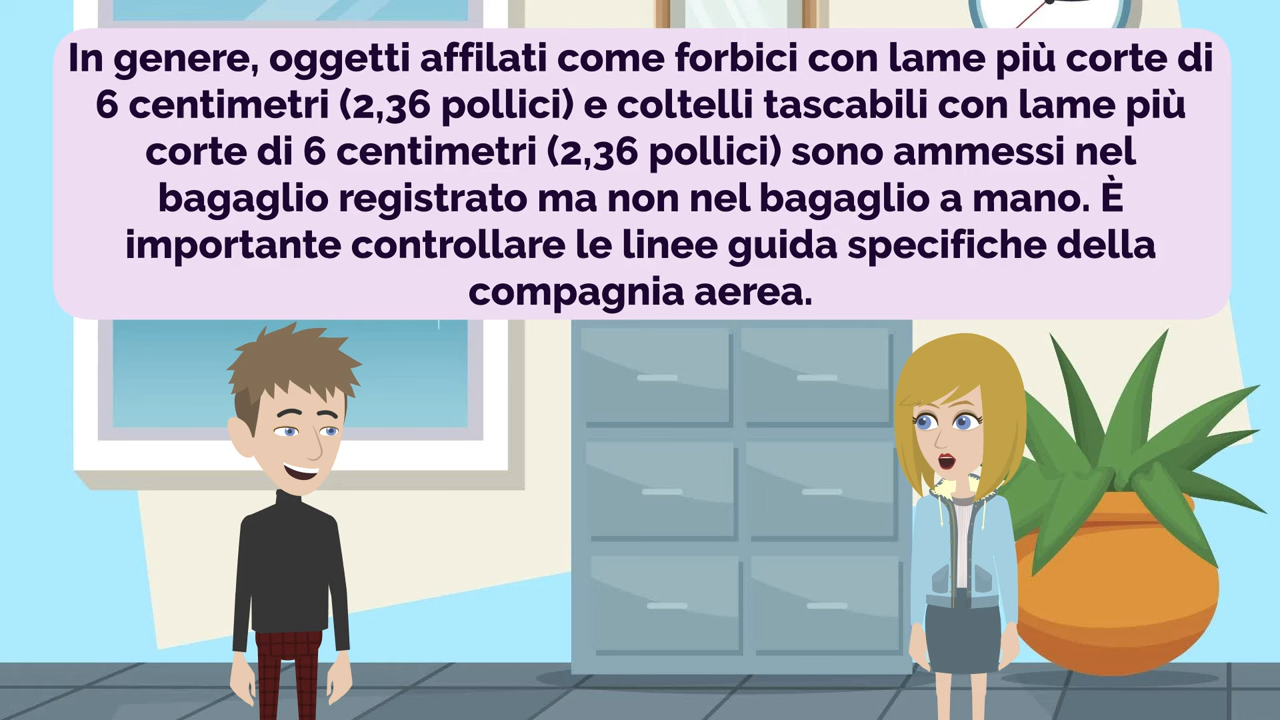 In genere, oggetti affilati come forbici con lame più corte di
6 centimetri (2,36 pollici) e coltelli tascabili con lame più
corte di 6 centimetri (2,36 pollici) sono ammessi nel
bagaglio registrato ma non nel bagaglio a mano. È
importante controllare le linee guida specifiche della
compagnia aerea.